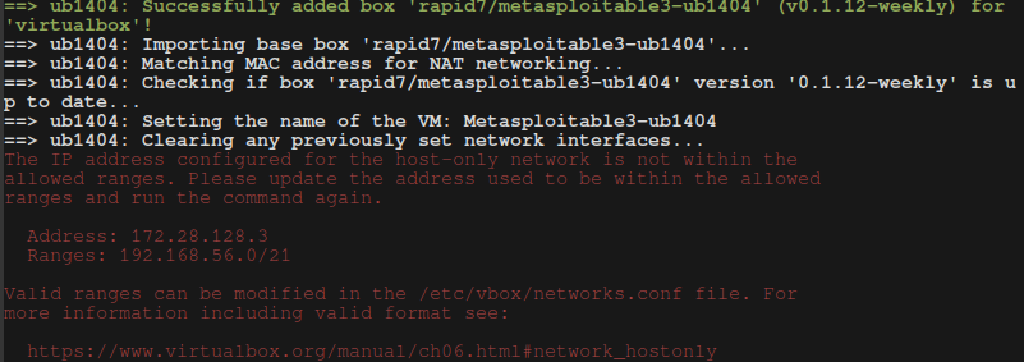 ==> ub1404: Successfully added box 'rapid7/metasploitable3-ub1404' (v0.1.12-weekly) for
'virtualbox'!
==> ub1404: Importing base box 'rapid7/metasploitable3-ub1404'...
==> ub1404: Matching MAC address for NAT networking...
==> ub1404: Checking if box 'rapid7/metasploitable3-ub1404' version '0.1.12-weekly' is u
p to date...
==> ub1404: Setting the name of the VM: Metasploitable3-ub1404
==> ub1404: Clearing any previously set network interfaces...
The IP address configured for the host-only network is not within the
allowed ranges. Please update the address used to be within the allowed
ranges and run the command again.
Address: 172.28.128.3
Ranges: 192.168.56.0/21
Valid ranges can be modified in the /etc/vbox/networks.conf file. For
more information including valid format see:
https://www.virtualbox.org/manual/ch06.html#network_hostonly